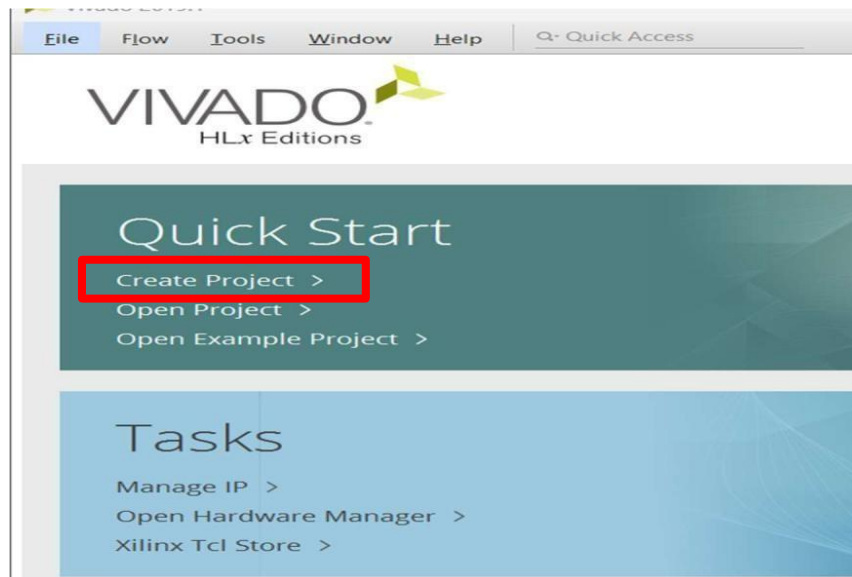 File Flow Tools Window Help Quick Access
VIVADO.
HLx Editions
Quick Start
Create Project >
Open Project >
Open Example Project >
Tasks
Manage IP >
Open Hardware Manager >
Xilinx Tcl Store >